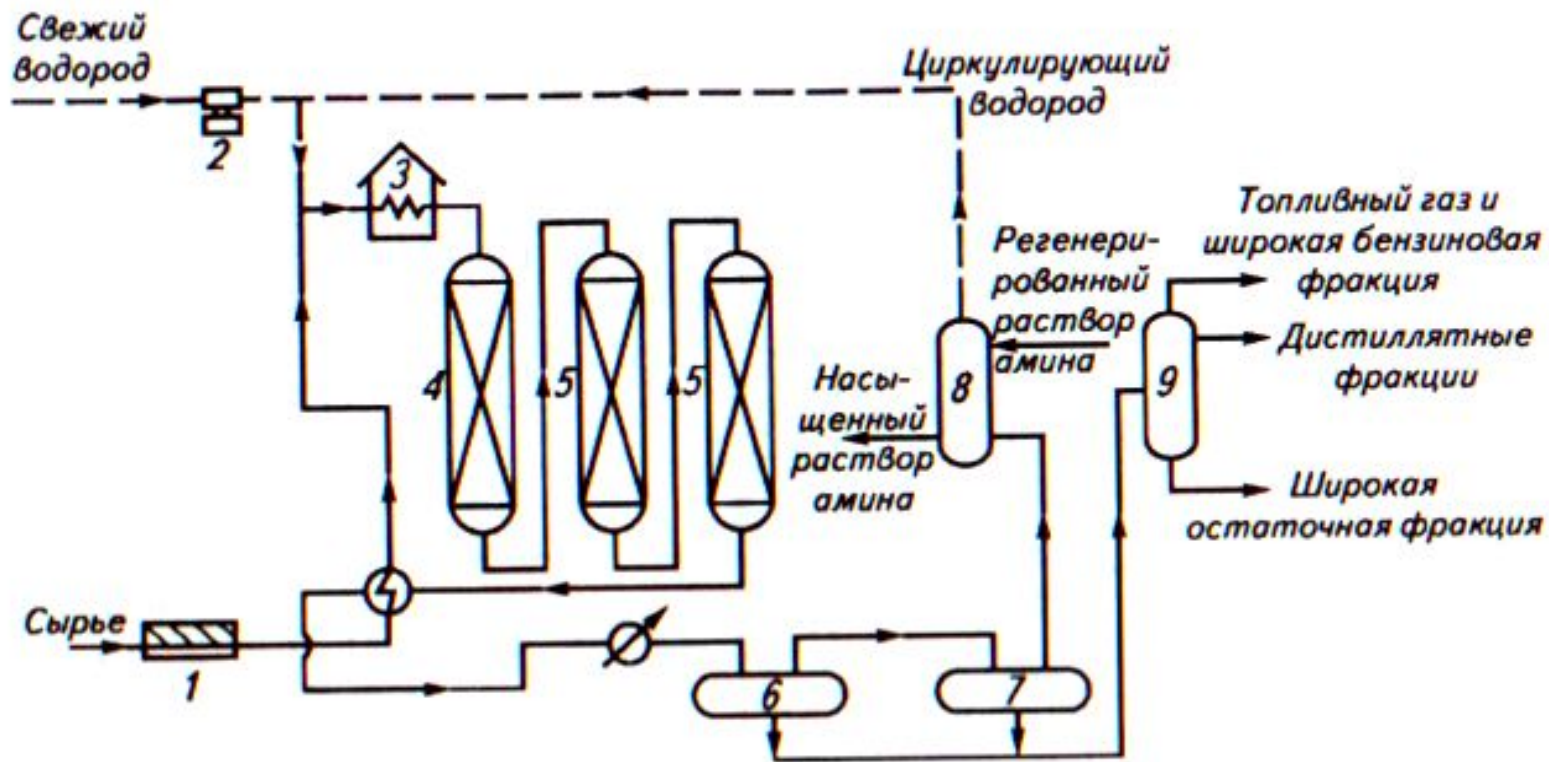 Свежий
водород
2
Циркулирующий
водород
3
Топливный газ и
широкая бензиновая
фракция
Регенери-
рованный
раствор
амина
Дистиллятные
фракции
4
5
5
Насы-
щенный
раствор
амина
8
9
Широкая
остаточная фракция
Сырье
1
6
7